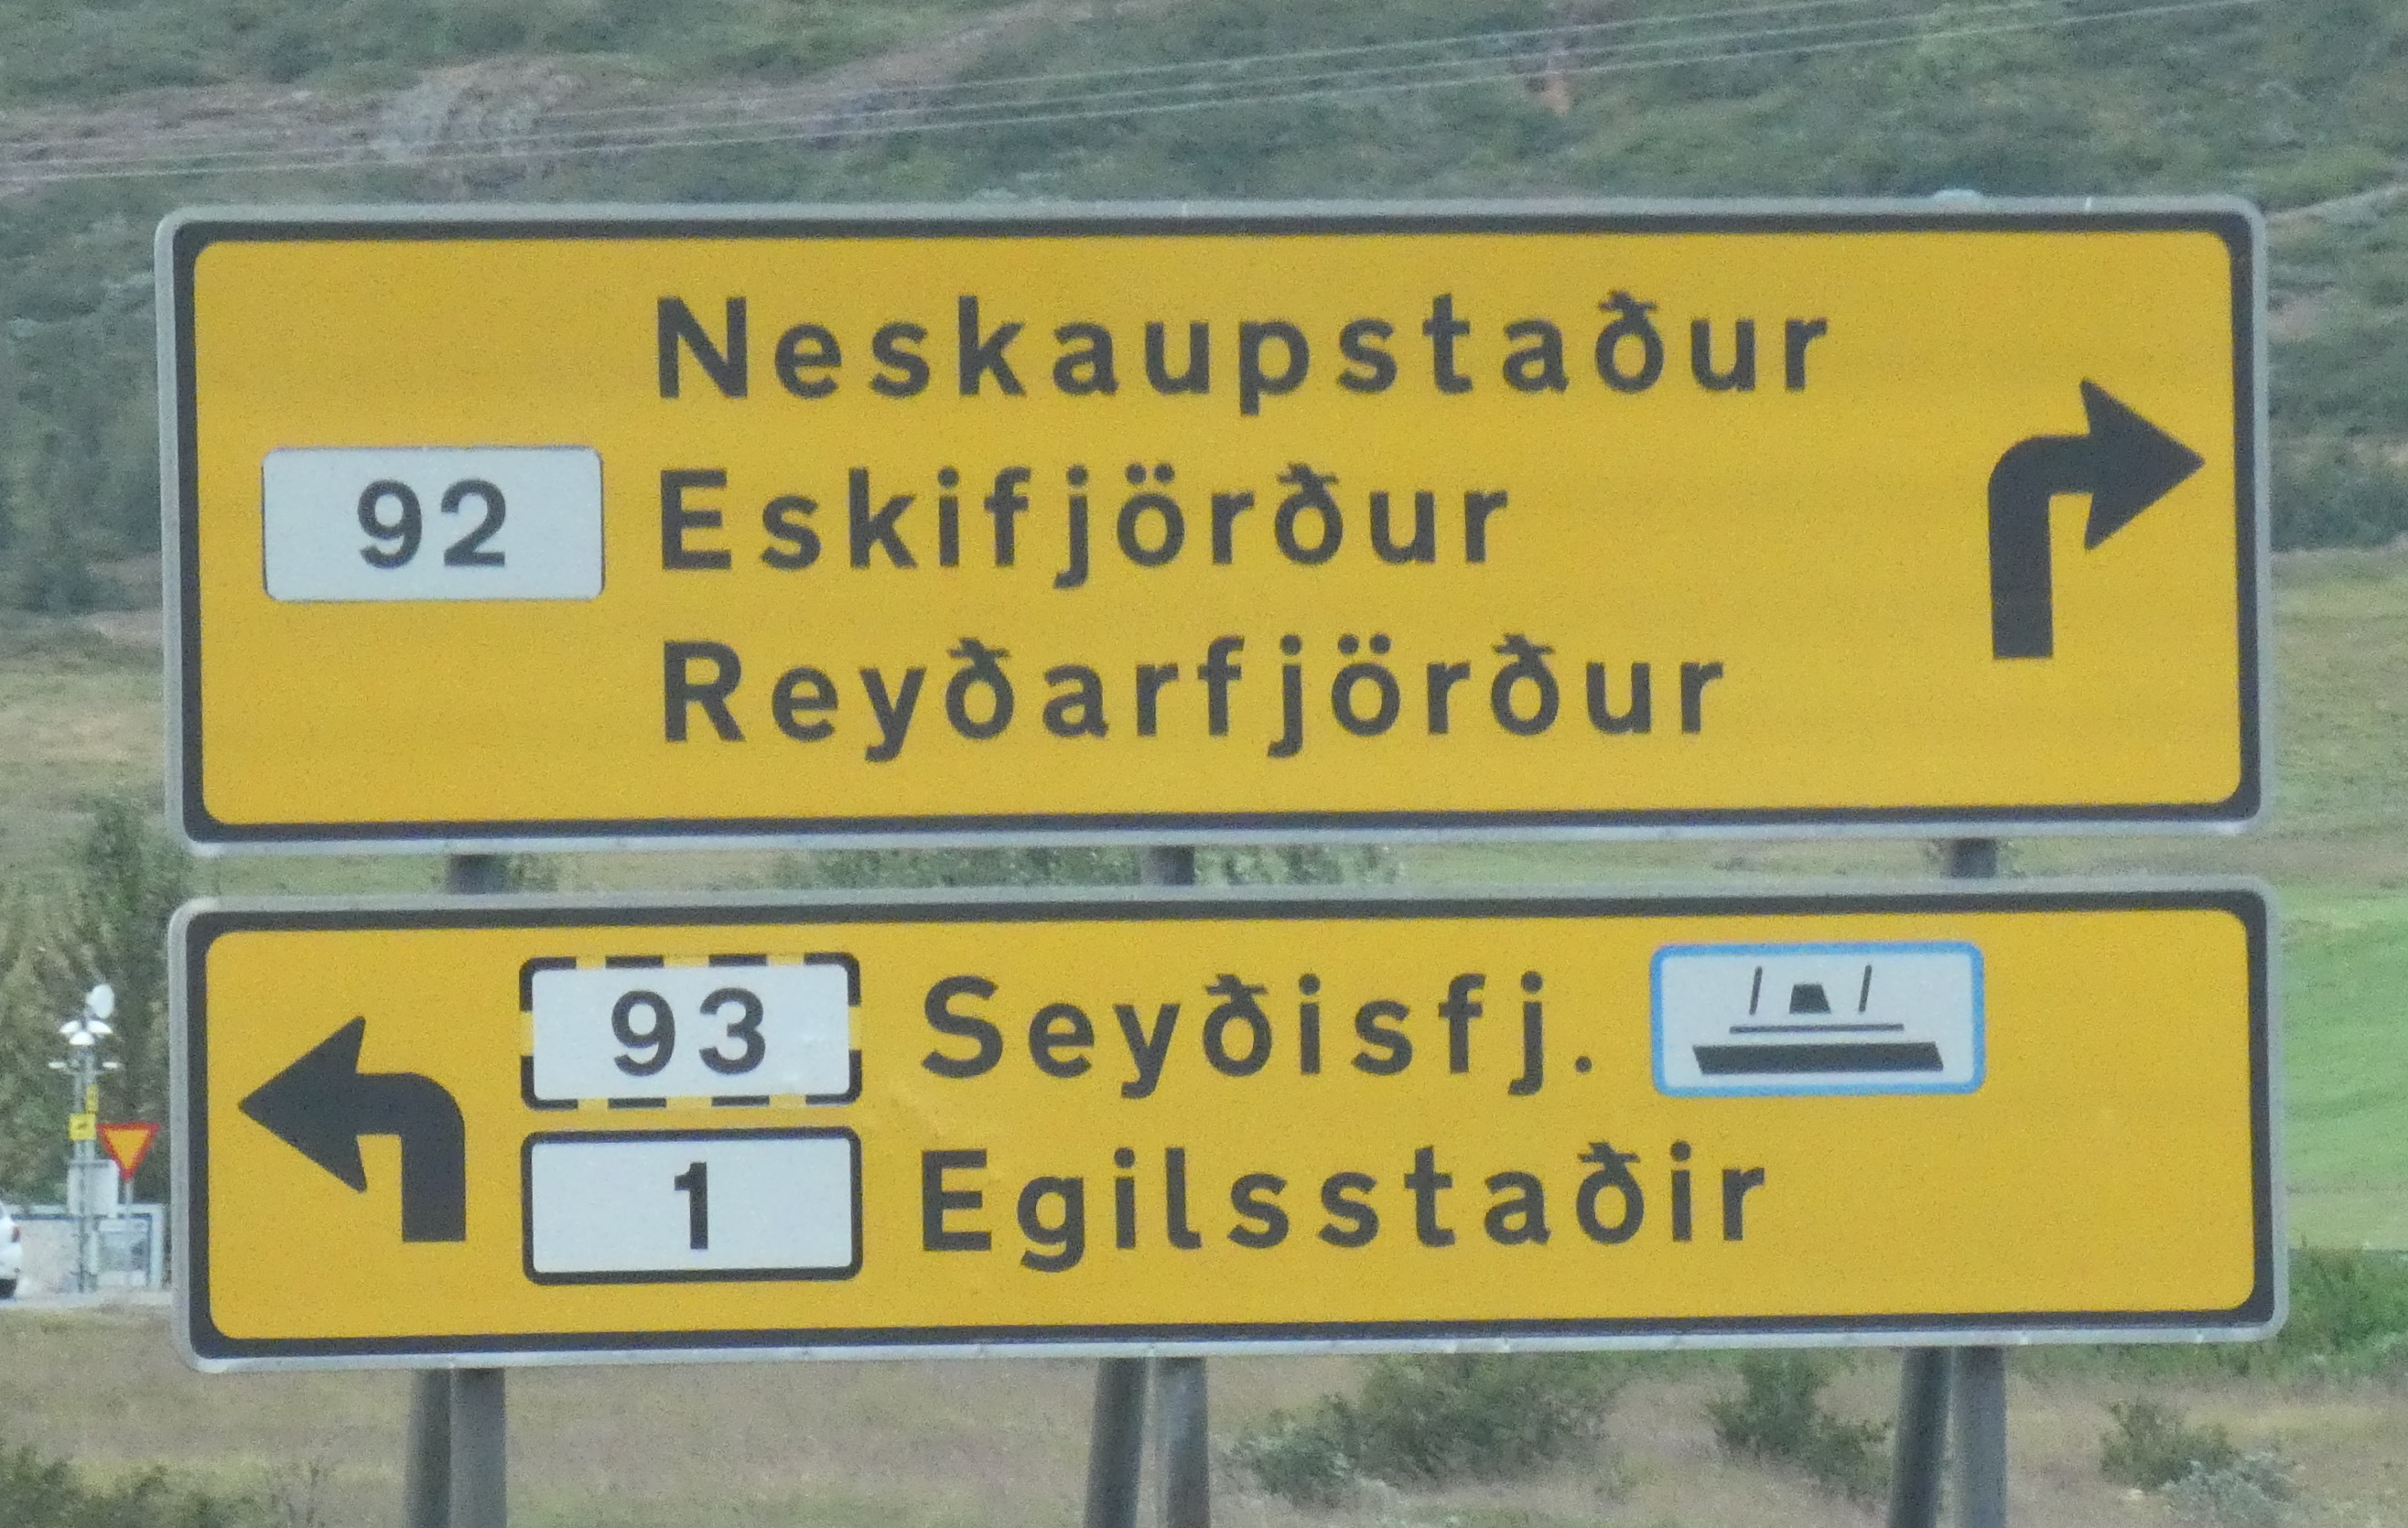 Neskaupstaður
92 Eskifjörður
Reyðarfjörður
93 Seyðisfj.
1 Egilsstaðir